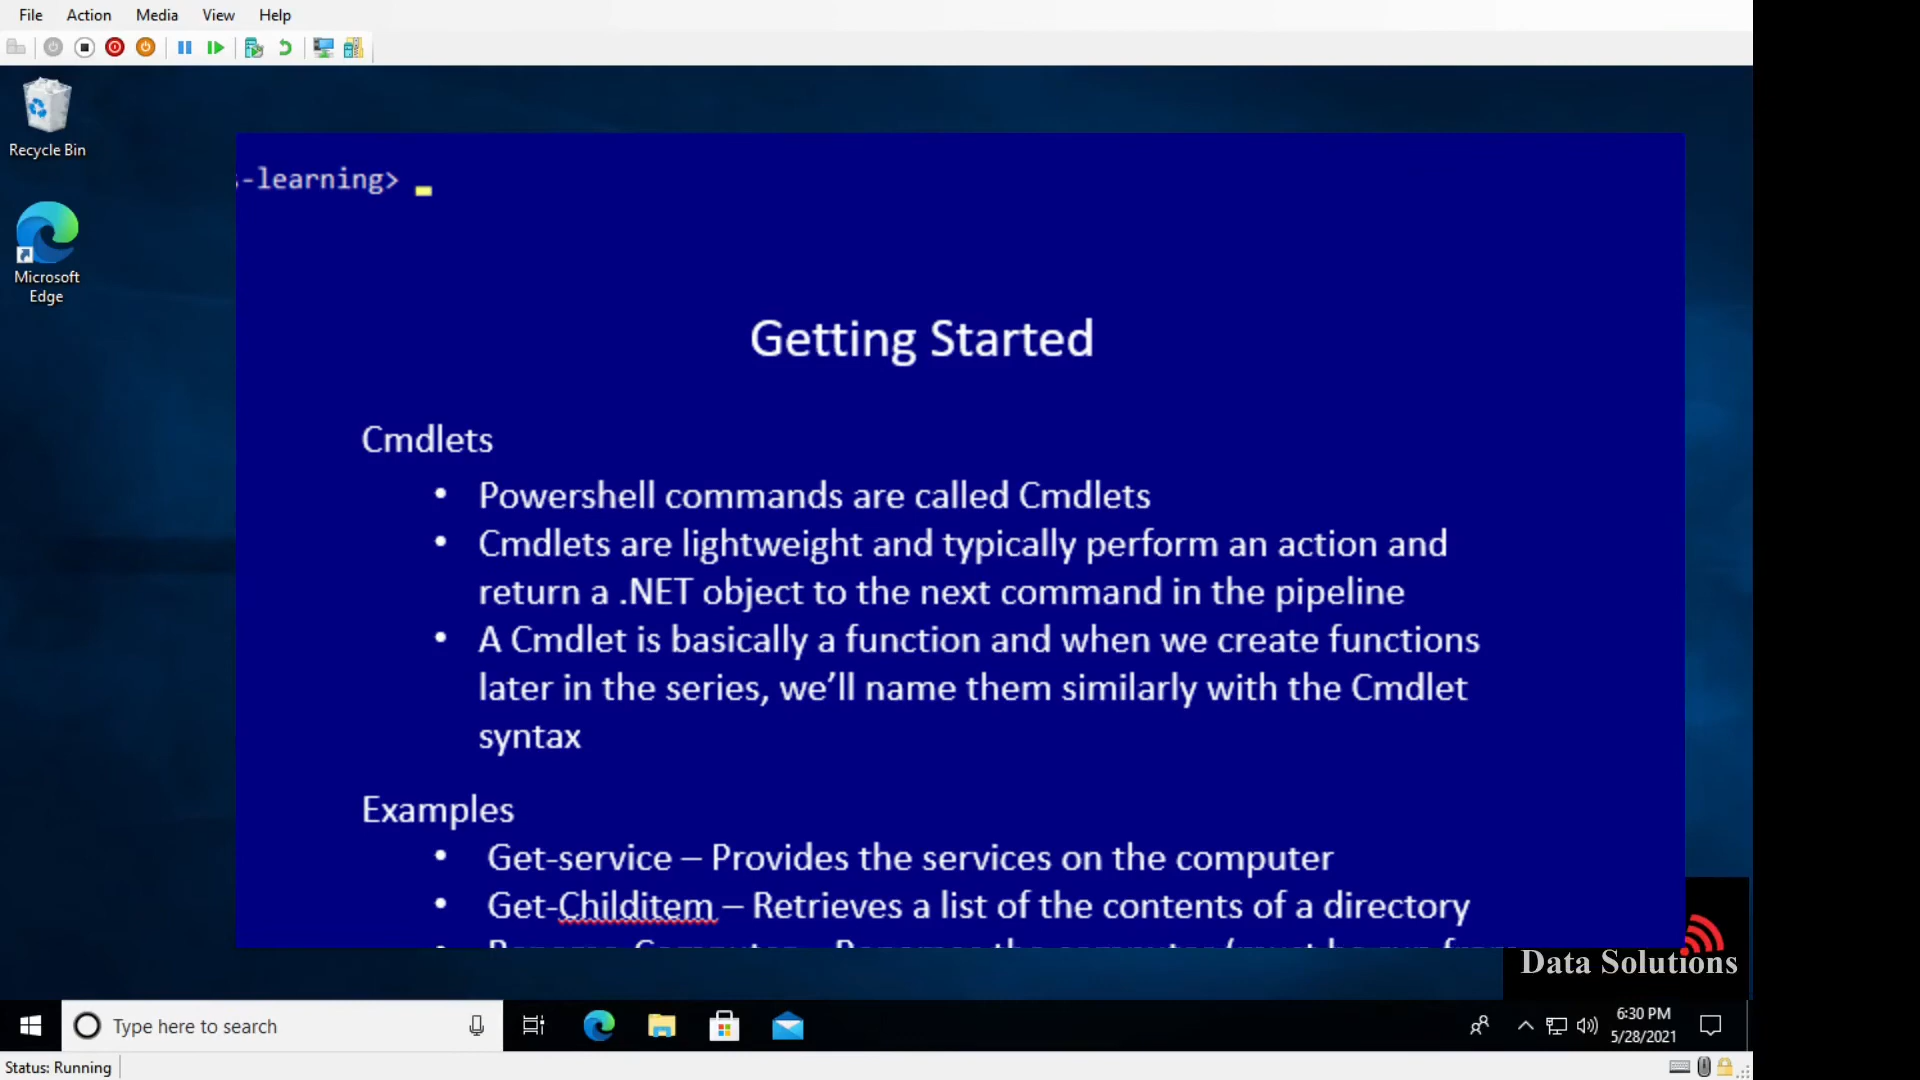 File Action Media View Help
Recycle Bin
-learning>
Microsoft
Edge
Getting Started
Cmdlets
• Powershell commands are called Cmdlets
• Cmdlets are lightweight and typically perform an action and
return a .NET object to the next command in the pipeline
• A Cmdlet is basically a function and when we create functions
later in the series, we’ll name them similarly with the Cmdlet
syntax
Examples
• Get-service – Provides the services on the computer
• Get-Childitem – Retrieves a list of the contents of a directory
Data Solutions
Type here to search
6:30 PM
5/28/2021
Status: Running